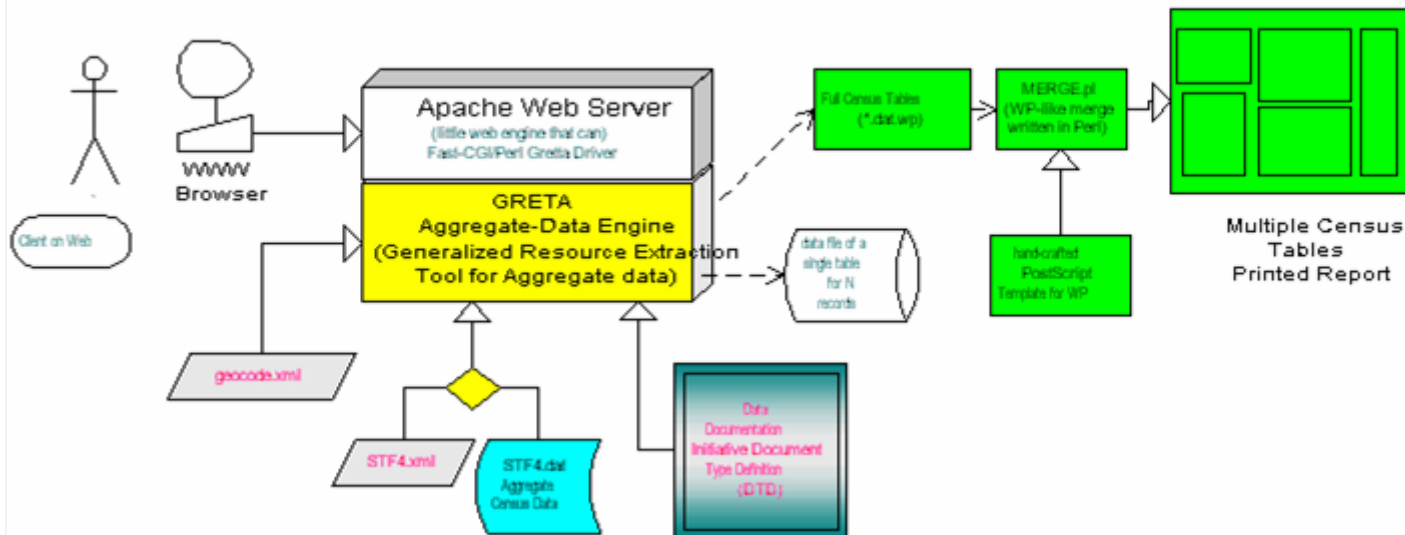 Client on Web
WWW
Browser
Apache Web Server
(little web engine that can)
Fast-CGI/Perl Gretta Driver
GRETA
Aggregate-Data Engine
(Generalized Resource Extraction
Tool for Aggregate data)
geocode.xml
STF4.xml
STF4.dat
Aggregate
Census Data
Data
Documentation
Initiative Document
Type Definition
(DTD)
data file of a
single table
for N
records
Full Census Tables
(*.dat.wp)
MERGE.pl
(WP-like merge
written in Perl)
hand-crafted
PostScript
Template for WP
Multiple Census
Tables
Printed Report